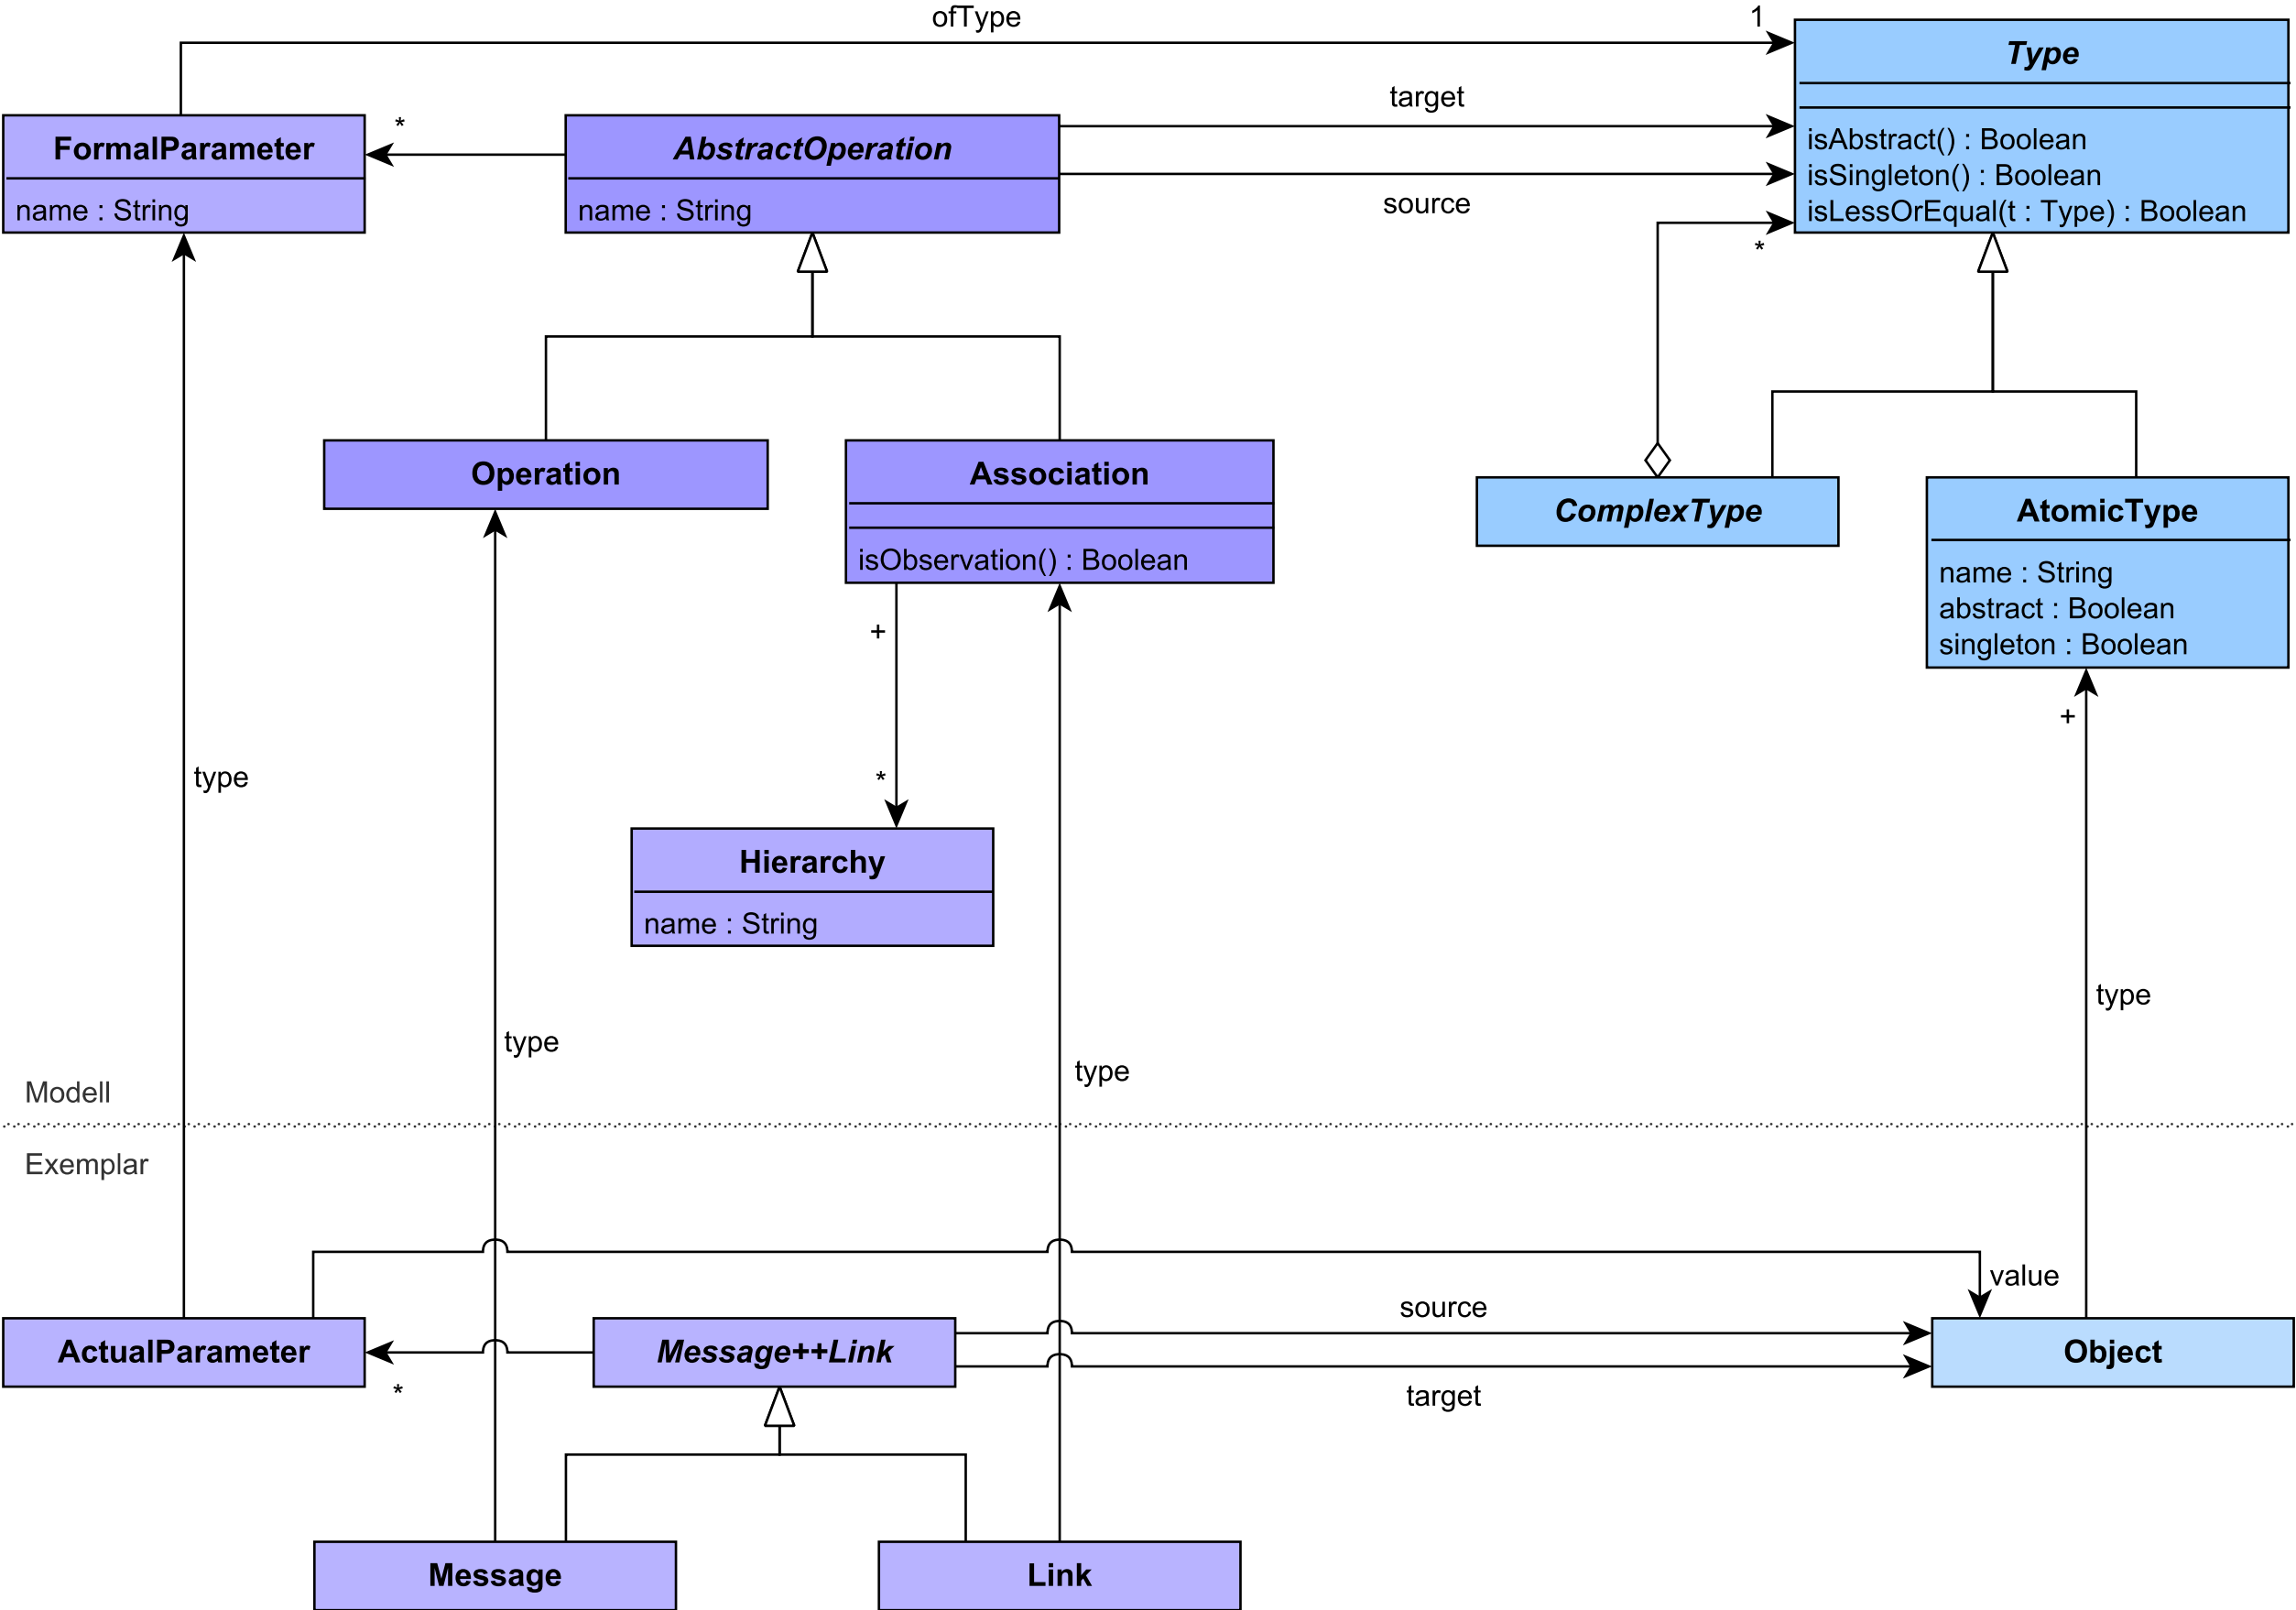 ofType
1
Type
isAbstract() : Boolean
isSingleton() : Boolean
isLessOrEqual(t : Type) : Boolean
target
source
*
*
FormalParameter
name : String
AbstractOperation
name : String
Operation
Association
isObservation() : Boolean
ComplexType
AtomicType
name : String
abstract : Boolean
singleton : Boolean
+
+
*
Hierarchy
name : String
type
type
type
type
Modell
Exemplar
value
source
target
ActualParameter
*
Message++Link
Object
Message
Link